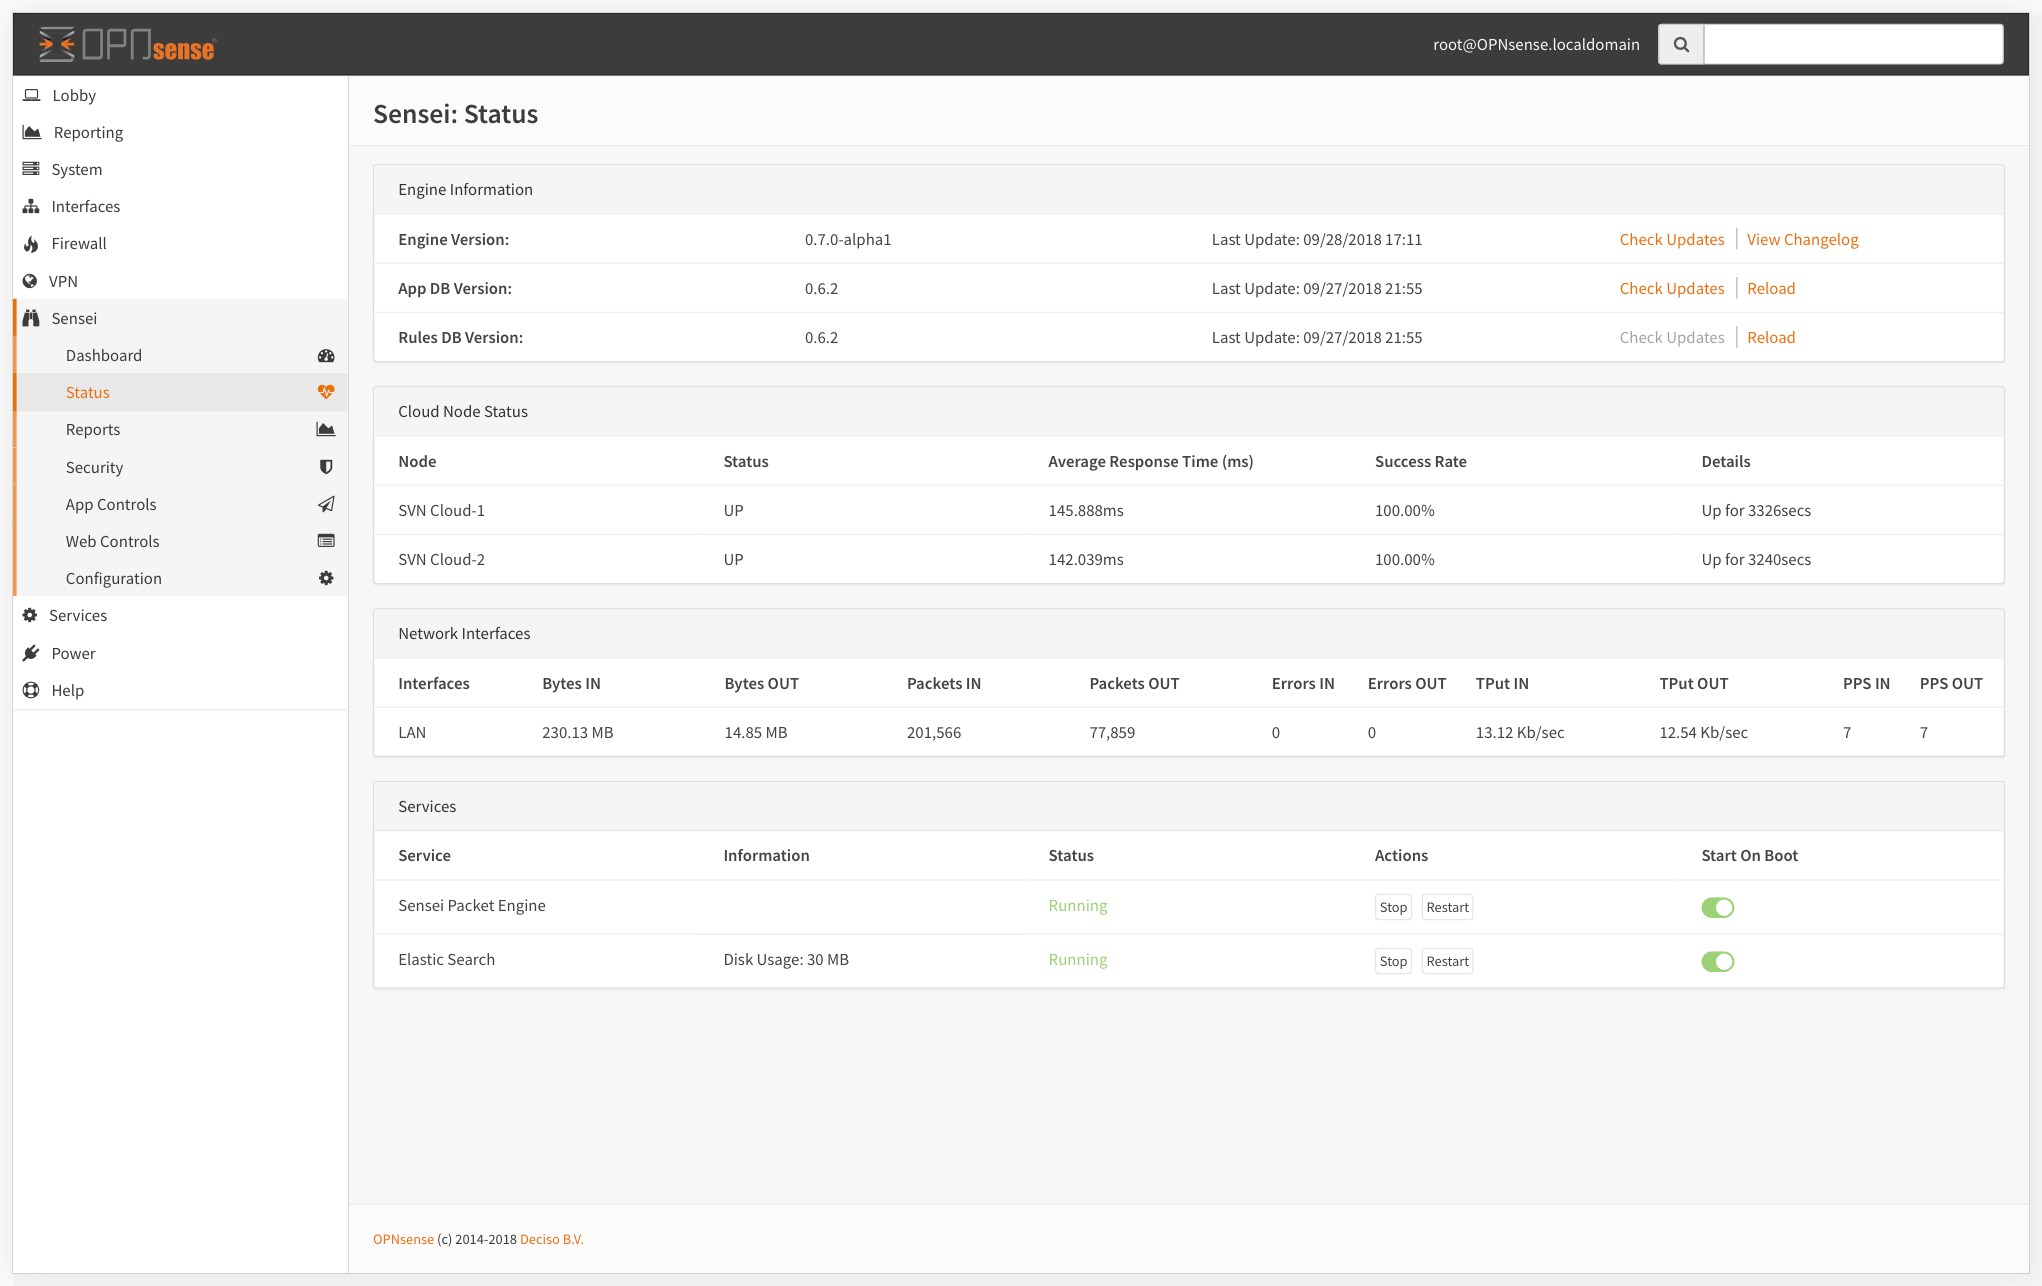 OPNsense
root@OPNsense.localdomain
Lobby
Reporting
System
Interfaces
Firewall
VPN
Sensei
Dashboard
Status
Reports
Security
App Controls
Web Controls
Configuration
Services
Power
Help
Sensei: Status
Engine Information
Engine Version: 0.7.0-alpha1 Last Update: 09/28/2018 17:11 Check Updates View Changelog
App DB Version: 0.6.2 Last Update: 09/27/2018 21:55 Check Updates Reload
Rules DB Version: 0.6.2 Last Update: 09/27/2018 21:55 Check Updates Reload
Cloud Node Status
Node Status Average Response Time (ms) Success Rate Details
SVN Cloud-1 UP 145.888ms 100.00% Up for 3326secs
SVN Cloud-2 UP 142.039ms 100.00% Up for 3240secs
Network Interfaces
Interfaces Bytes IN Bytes OUT Packets IN Packets OUT Errors IN Errors OUT TPut IN TPut OUT PPS IN PPS OUT
LAN 230.13 MB 14.85 MB 201,566 77,859 0 0 13.12 Kb/sec 12.54 Kb/sec 7 7
Services
Service Information Status Actions Start On Boot
Sensei Packet Engine Running Stop Restart
Elastic Search Disk Usage: 30 MB Running Stop Restart
OPNsense (c) 2014-2018 Deciso B.V.